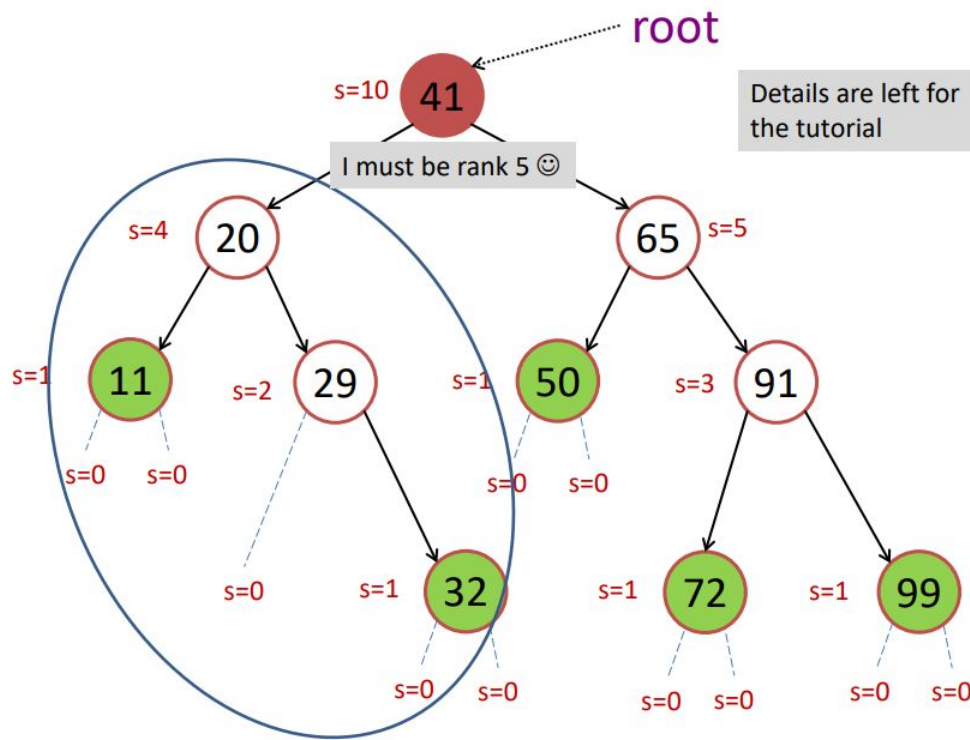 root
s=10
41
Details are left for
the tutorial
I must be rank 5 ☺
s=4
20
65
s=5
s=1
11
s=2
29
s=1
50
s=3
91
s=0
s=0
s=0
s=0
s=0
s=1
32
s=1
72
s=1
99
s=0
s=0
s=0
s=0
s=0
s=0